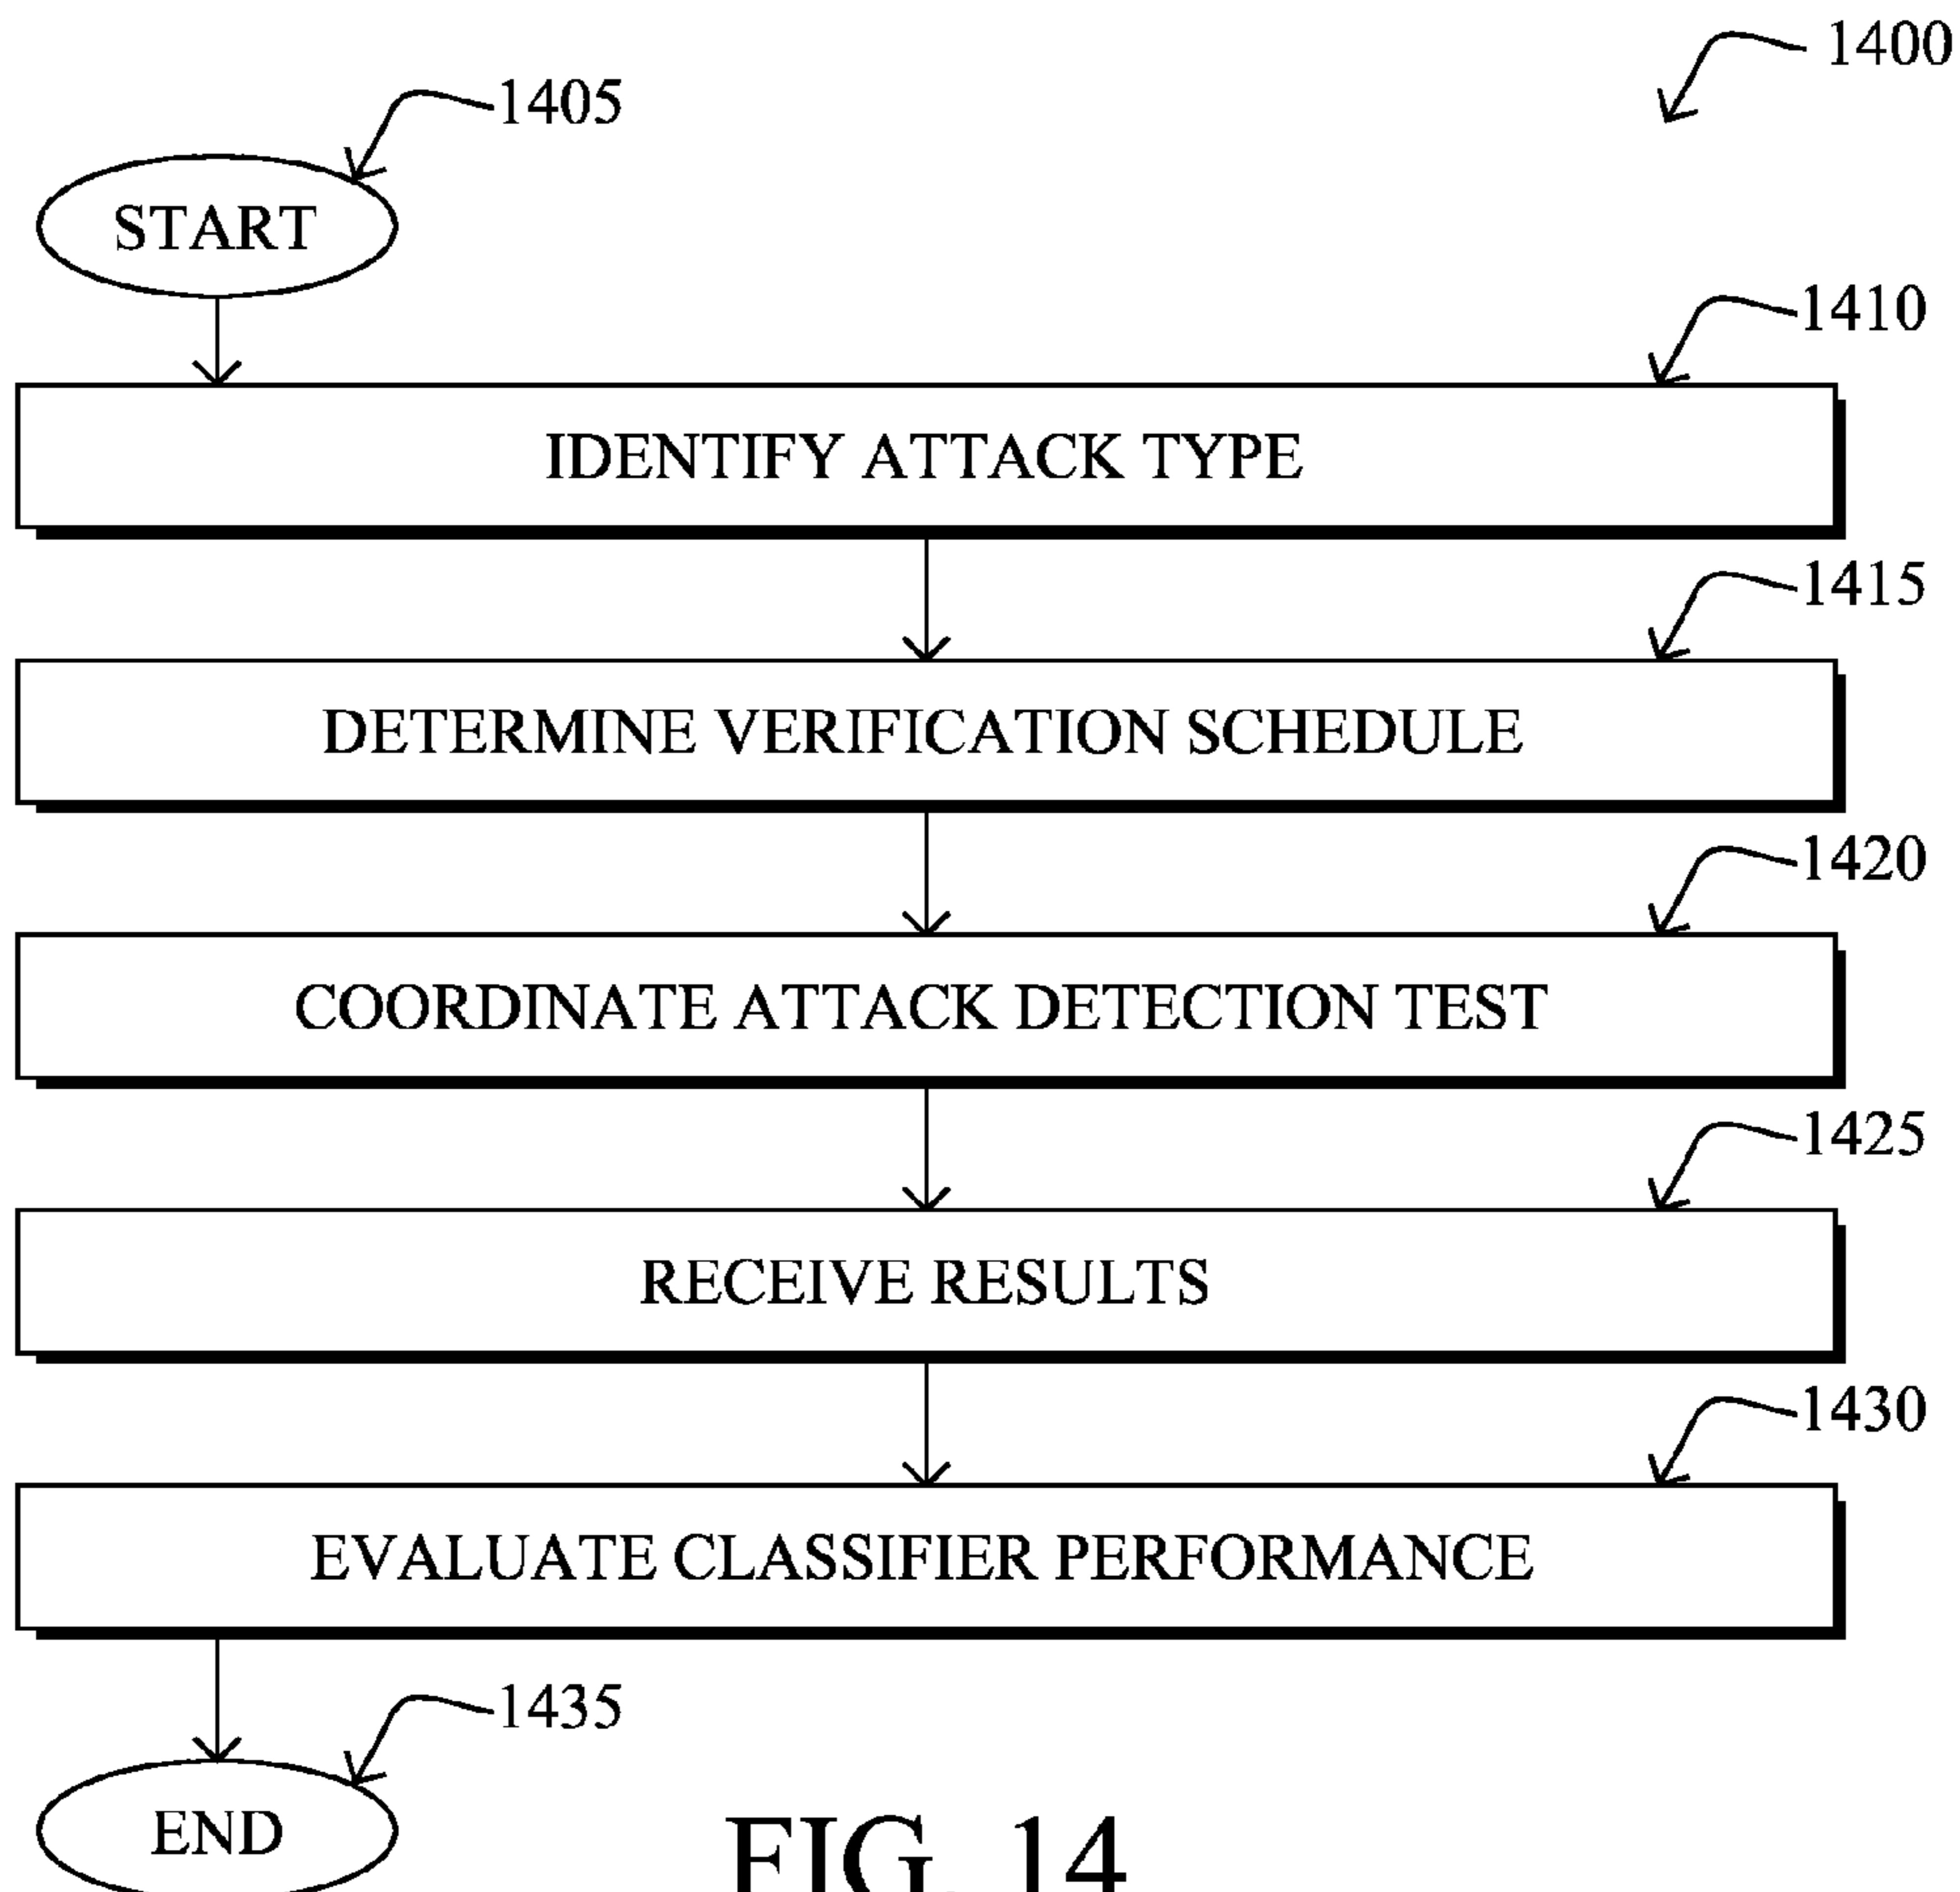 1400
1405
START
1410
IDENTIFY ATTACK TYPE
1415
DETERMINE VERIFICATION SCHEDULE
1420
COORDINATE ATTACK DETECTION TEST
1425
RECEIVE RESULTS
1430
EVALUATE CLASSIFIER PERFORMANCE
1435
END
FIG. 14